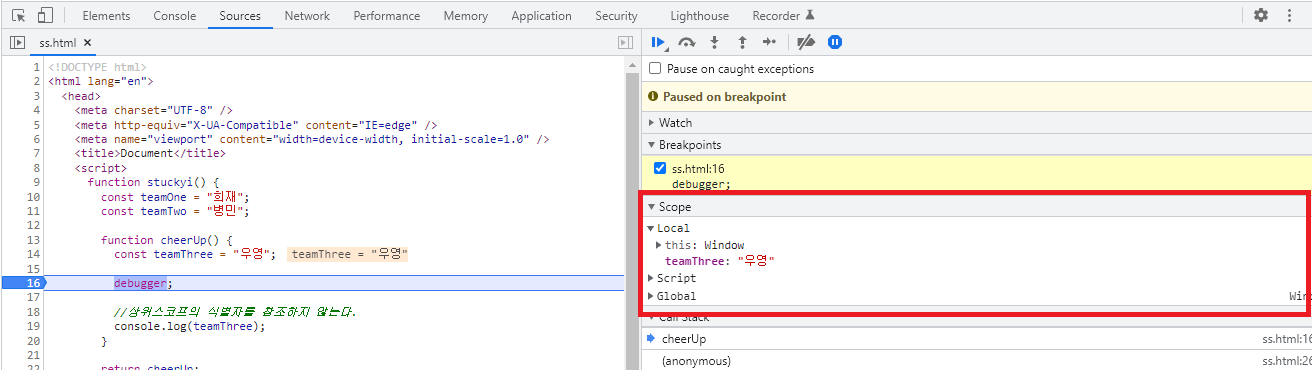 Elements Console Sources Network Performance Memory Application Security Lighthouse Recorder
ss.html
1 <!DOCTYPE html>
2 <html lang="en">
3 <head>
4 <meta charset="UTF-8" />
5 <meta http-equiv="X-UA-Compatible" content="IE=edge" />
6 <meta name="viewport" content="width=device-width, initial-scale=1.0" />
7 <title>Document</title>
8 <script>
9 function stuckyi() {
10 const teamOne = "희재";
11 const teamTwo = "병민";
12
13 function cheerUp() {
14 const teamThree = "우영"; teamThree = "우영"
15
16 debugger;
17
18 //상위스코프의 식별자를 참조하지 않는다.
19 console.log(teamThree);
20 }
21
22 return cheerUp;
Pause on caught exceptions
Paused on breakpoint
Watch
Breakpoints
ss.html:16
debugger;
Scope
Local
this: Window
teamThree: "우영"
Script
Global Win
Call Stack
cheerUp ss.html:16
(anonymous) ss.html:26